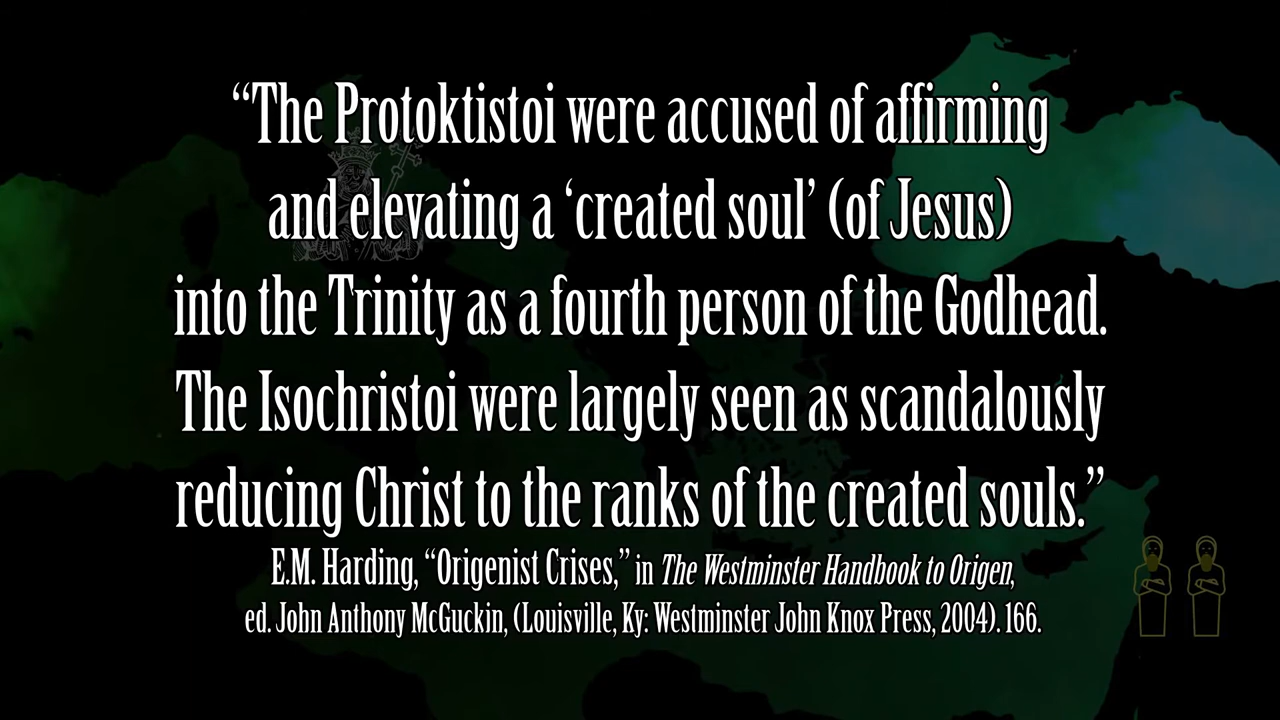 “The Protoktistoi were accused of affirming
and elevating a ‘created soul’ (of Jesus)
into the Trinity as a fourth person of the Godhead.
The Isochristoi were largely seen as scandalously
reducing Christ to the ranks of the created souls.”
E.M. Harding, “Origenist Crises,” in The Westminster Handbook to Origen,
ed. John Anthony McGuckin, (Louisville, Ky: Westminster John Knox Press, 2004). 166.